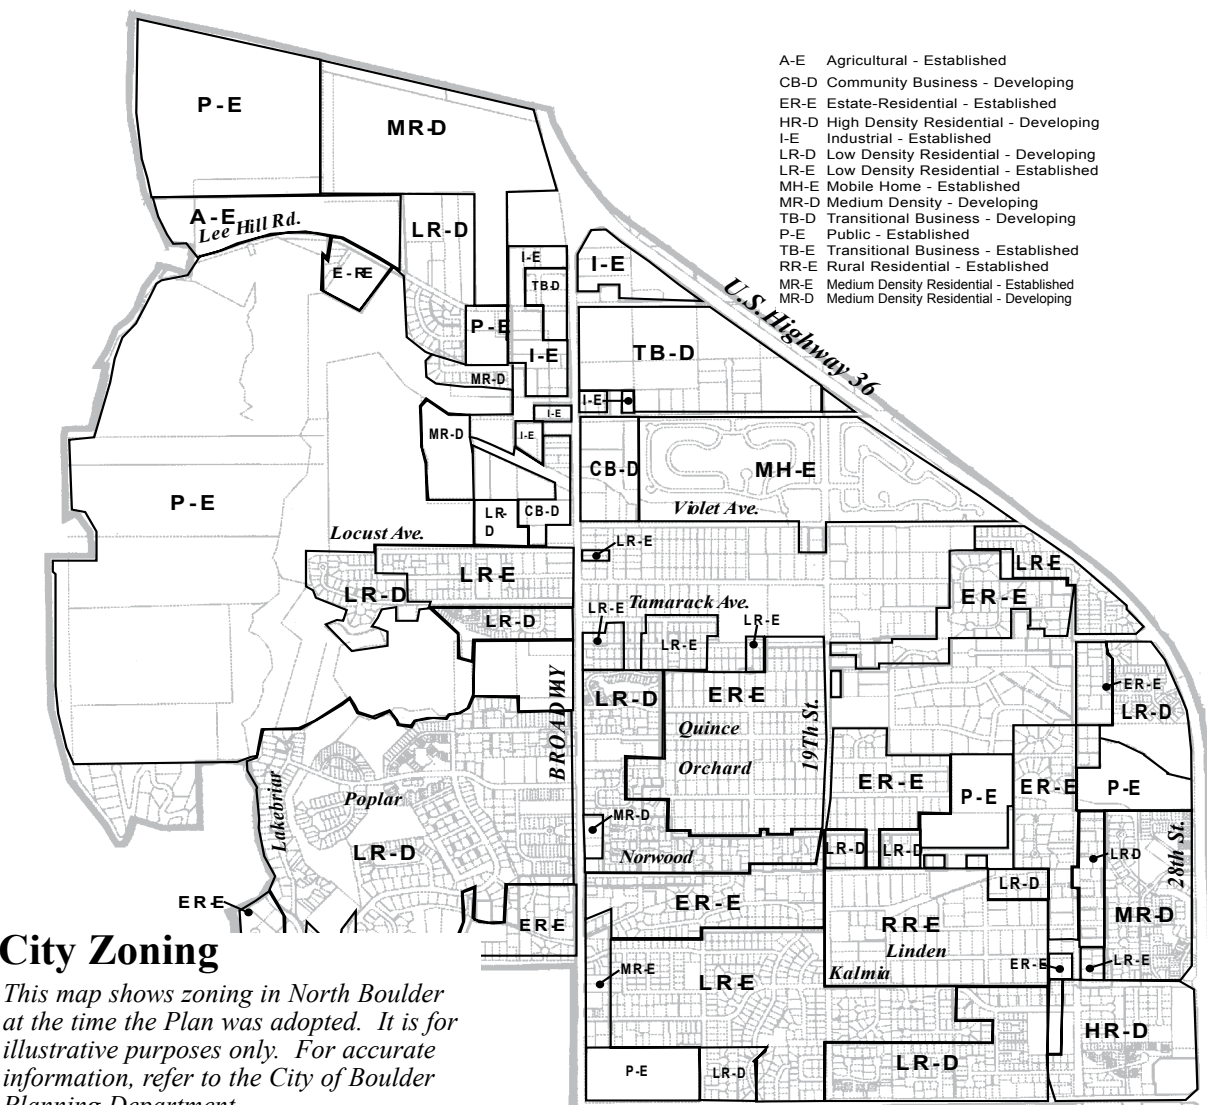 A-E Agricultural - Established
CB-D Community Business - Developing
ER-E Estate-Residential - Established
HR-D High Density Residential - Developing
I-E Industrial - Established
LR-D Low Density Residential - Developing
LR-E Low Density Residential - Established
MH-E Mobile Home - Established
MR-D Medium Density - Developing
TB-D Transitional Business - Developing
P-E Public - Established
TB-E Transitional Business - Established
RR-E Rural Residential - Established
MR-E Medium Density Residential - Established
MR-D Medium Density Residential - Developing
P-E
MR-D
A-E
Lee Hill Rd.
LR-D
E-RE
I-E
TB-D
I-E
U.S. Highway 36
P-E
I-E
TB-D
MR-D
I-E
I-E
MR-D
I-E
CB-D
MH-E
P-E
LR-
D
CB-D
Violet Ave.
Locust Ave.
LR-E
LR-E
LR-E
LR-D
ER-E
LR-E
Tamarack Ave.
LR-E
LR-D
LR-E
BROADWAY
LR-D
ER-E
19Th St.
ER-E
LR-D
Quince
Orchard
Lakebriar
Poplar
ER-E
P-E
ER-E
P-E
MR-D
28th St.
LR-D
Norwood
LR-D
LR-D
LR-D
LR-D
ER-E
ER-E
ER-E
RR-E
MR-D
Linden
City Zoning
This map shows zoning in North Boulder
at the time the Plan was adopted. It is for
illustrative purposes only. For accurate
information, refer to the City of Boulder
Planning Department
MR-E
LR-E
Kalmia
ER-E
LR-E
HR-D
P-E
LR-D
LR-D